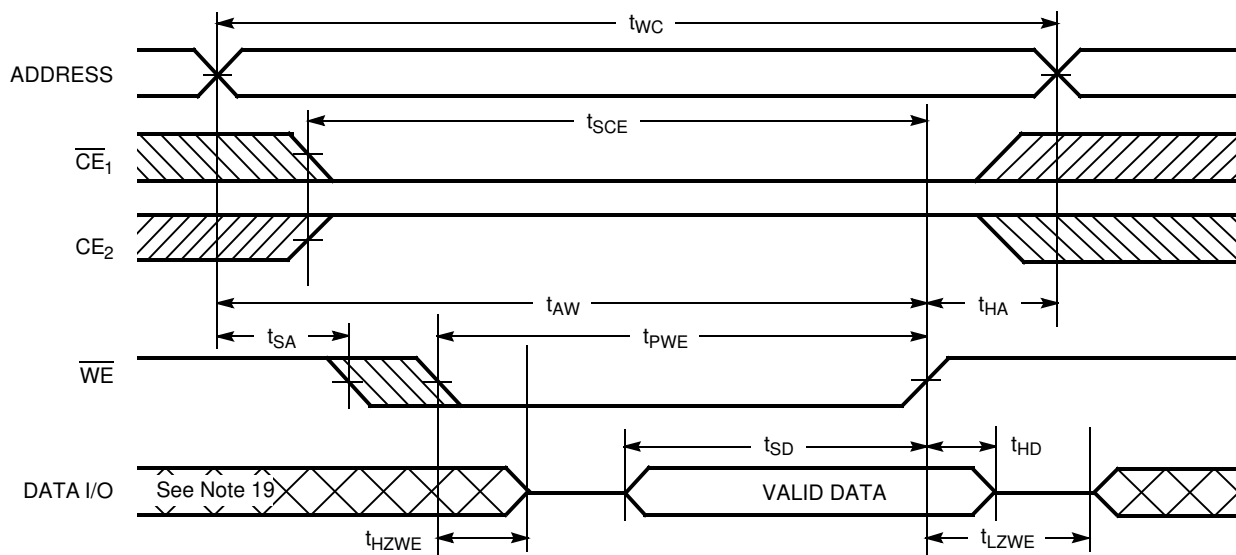 tWC
ADDRESS
tSCE
CE1
CE2
tAW
tHA
tSA
tPWE
WE
tSD
tHD
DATA I/O
See Note 19
VALID DATA
tHZWE
tLZWE